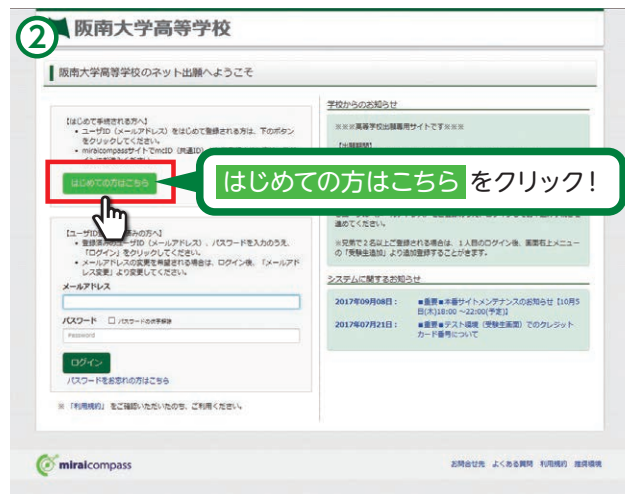 ②
阪南大学高等学校
阪南大学高等学校のネット出願へようこそ
【はじめて手続される方へ】
• ユーザID（メールアドレス）をはじめて登録される方は、下のボタン
をクリックしてください。
• miraicompassサイトでmcID（共通ID）
はじめての方はこちら
はじめての方はこちら をクリック！
【ユーザID
• 登録済みのユーザID（メールアドレス）、パスワードを入力のうえ、
「ログイン」をクリックしてください。
• メールアドレスの変更を希望される場合は、ログイン後、「メールアド
レス変更」より変更してください。
メールアドレス
パスワード □ パスワードの伏字解除
Password
ログイン
パスワードをお忘れの方はこちら
※ 「利用規約」をご確認いただいたのち、ご利用ください。
学校からのお知らせ
※※※高等学校出願専用サイトです※※※
【出願期間】
進めてください。
※兄弟で２名以上ご登録される場合は、１人目のログイン後、画面右上メニュー
の「受験生追加」より追加登録することができます。
システムに関するお知らせ
2017年09月08日： ■重要■本番サイトメンテナンスのお知らせ【10月5
日(木)18:00 ～22:00(予定)】
2017年07月21日： ■重要■テスト環境（受験生画面）でのクレジット
カード番号について
miraicompass
お問合せ先 よくある質問 利用規約 推奨環境